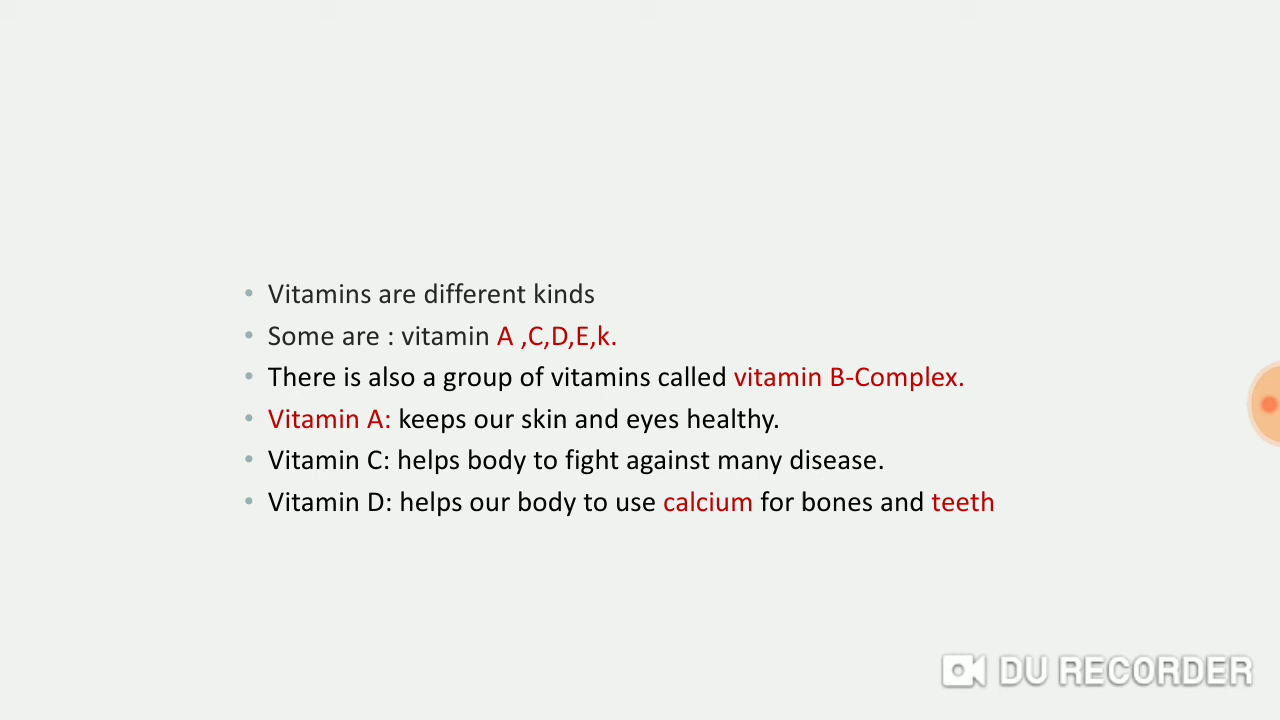 • Vitamins are different kinds
• Some are : vitamin A ,C,D,E,k.
• There is also a group of vitamins called vitamin B-Complex.
• Vitamin A: keeps our skin and eyes healthy.
• Vitamin C: helps body to fight against many disease.
• Vitamin D: helps our body to use calcium for bones and teeth
DU RECORDER